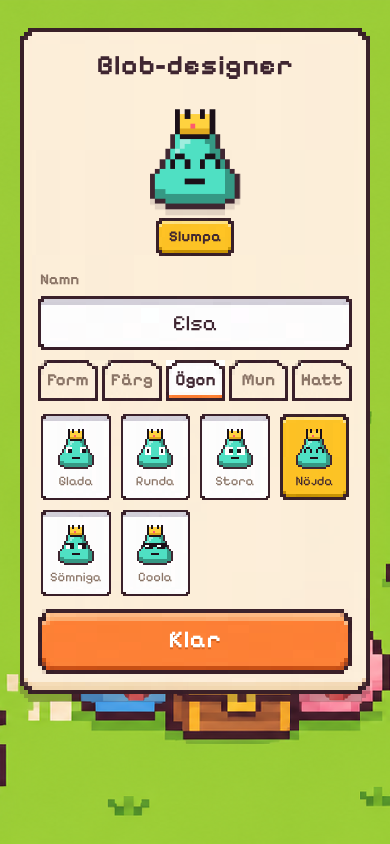 Blob-designer
Slumpa
Namn
Elsa
Form Färg Ögon Mun Hatt
Glada Runda Stora Nöjda
Sömniga Coola
Klar